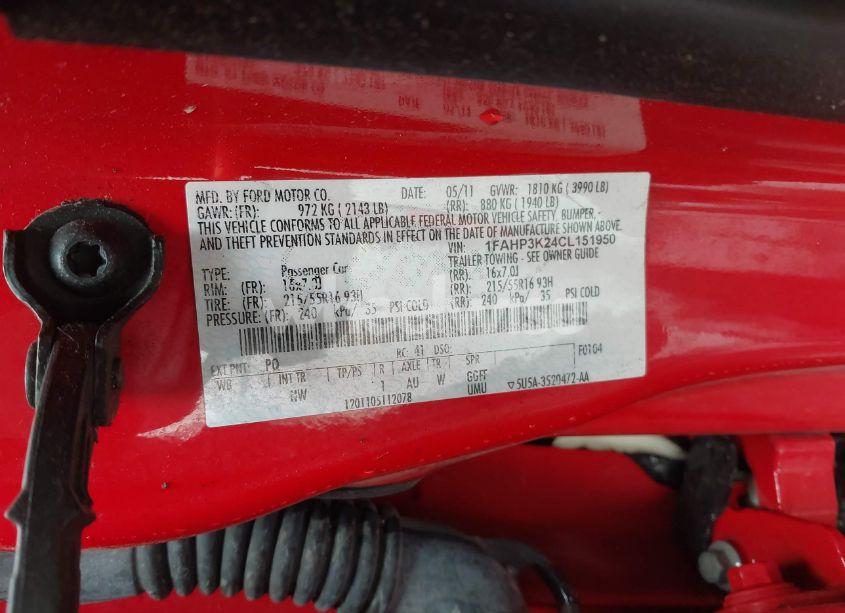 MFD. BY FORD MOTOR CO. DATE: 05/11 GVWR: 1810 KG ( 3990 LB)
GAWR: (FR): 972 KG ( 2143 LB) (RR): 880 KG ( 1940 LB)
THIS VEHICLE CONFORMS TO ALL APPLICABLE FEDERAL MOTOR VEHICLE SAFETY, BUMPER, -
AND THEFT PREVENTION STANDARDS IN EFFECT ON THE DATE OF MANUFACTURE SHOWN ABOVE.
VIN: 1FAHP3K24CL151950
TYPE: Passenger Car TRAILER TOWING - SEE OWNER GUIDE
RIM: (FR): 16x7.0J (RR): 16x7.0J
TIRE: (FR): 215/55R16 93H (RR): 215/55R16 93H
PRESSURE: (FR): 240 kPa/ 35 PSI COLD (RR): 240 kPa/ 35 PSI COLD
F0104
EXT PNT: PQ RC: 41 DSO:
WB INT TR TP/PS R AXLE TR SPR
NW 1 AU W GGFF
1201105112078 UMU ▽5U5A-3520472-AA